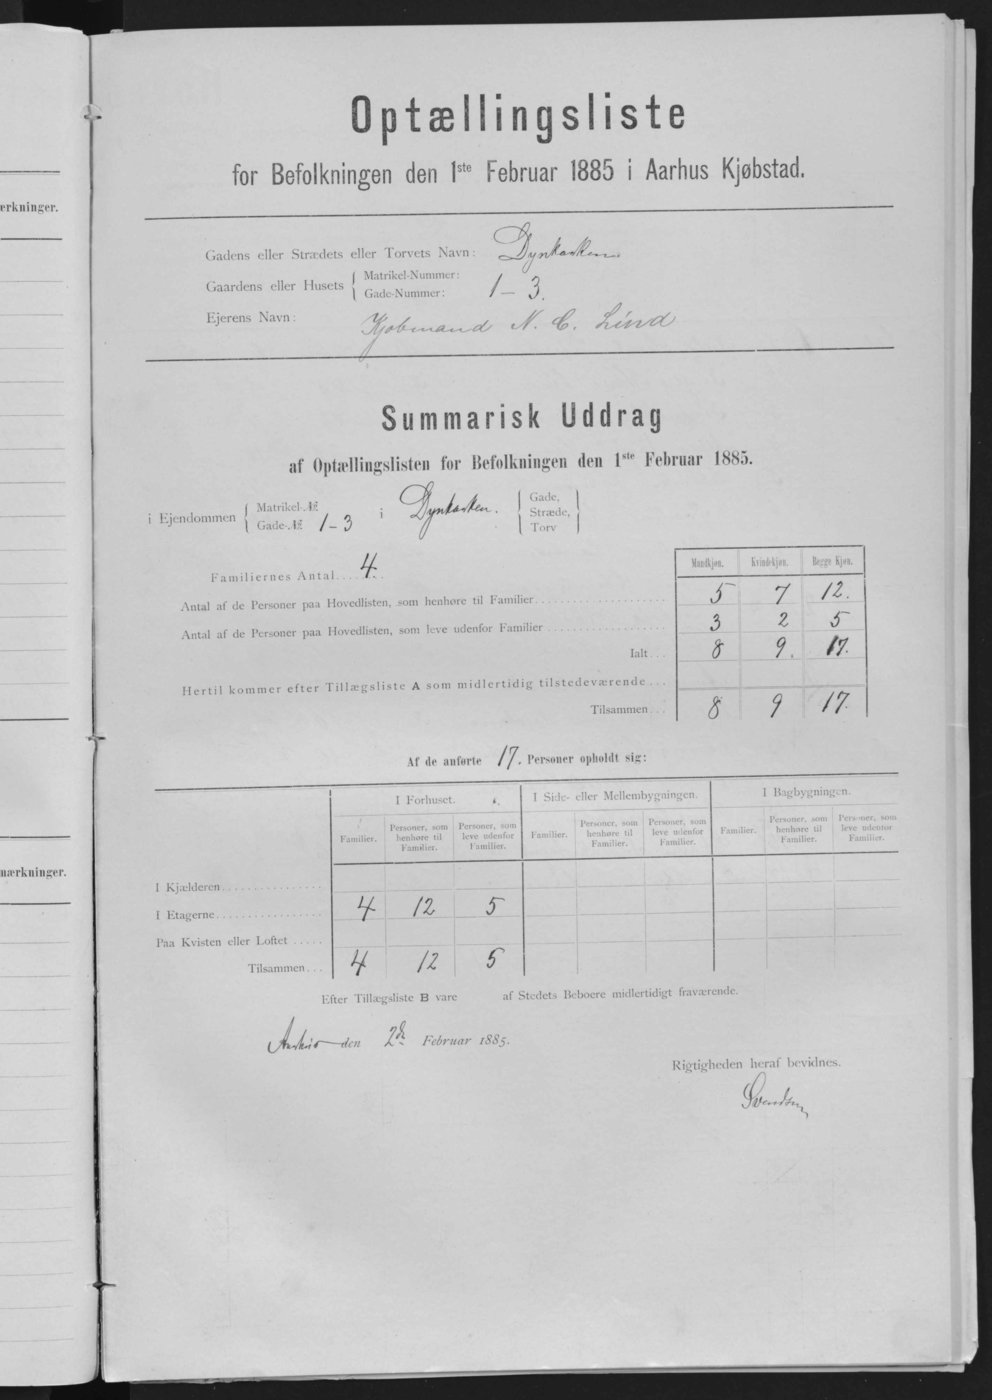 ærkninger.
mærkninger.
Optællingsliste
for Befolkningen den 1ste Februar 1885 i Aarhus Kjøbstad.
Gadens eller Strædets eller Torvets Navn: Dynkarken
Gaardens eller Husets { Matrikel-Nummer:
Gade-Nummer: 1-3.
Ejerens Navn: Kjøbmand N. C. Lind
Summarisk Uddrag
af Optællingslisten for Befolkningen den 1ste Februar 1885.
i Ejendommen { Matrikel-№
Gade-№ 1-3 i Dynkarken. { Gade, Stræde, Torv }
Familiernes Antal.... 4.
Mandkjøn. Kvindekjøn. Begge Kjøn.
Antal af de Personer paa Hovedlisten, som henhøre til Familier 5 7 12.
Antal af de Personer paa Hovedlisten, som leve udenfor Familier 3 2 5
Ialt... 8 9. 17.
Hertil kommer efter Tillægsliste A som midlertidig tilstedeværende...
Tilsammen... 8 9 17.
Af de anførte 17. Personer opholdt sig:
I Forhuset. I Side- eller Mellembygningen. I Bagbygningen.
Familier. Personer, som henhøre til Familier. Personer, som leve udenfor Familier. Familier. Personer, som henhøre til Familier. Personer, som leve udenfor Familier. Familier. Personer, som henhøre til Familier. Personer, som leve udenfor Familier.
I Kjælderen
I Etagerne 4 12 5
Paa Kvisten eller Loftet
Tilsammen... 4 12 5
Efter Tillægsliste B vare af Stedets Beboere midlertidigt fraværende.
Aarhus den 2den Februar 1885.
Rigtigheden heraf bevidnes.
Svendsen